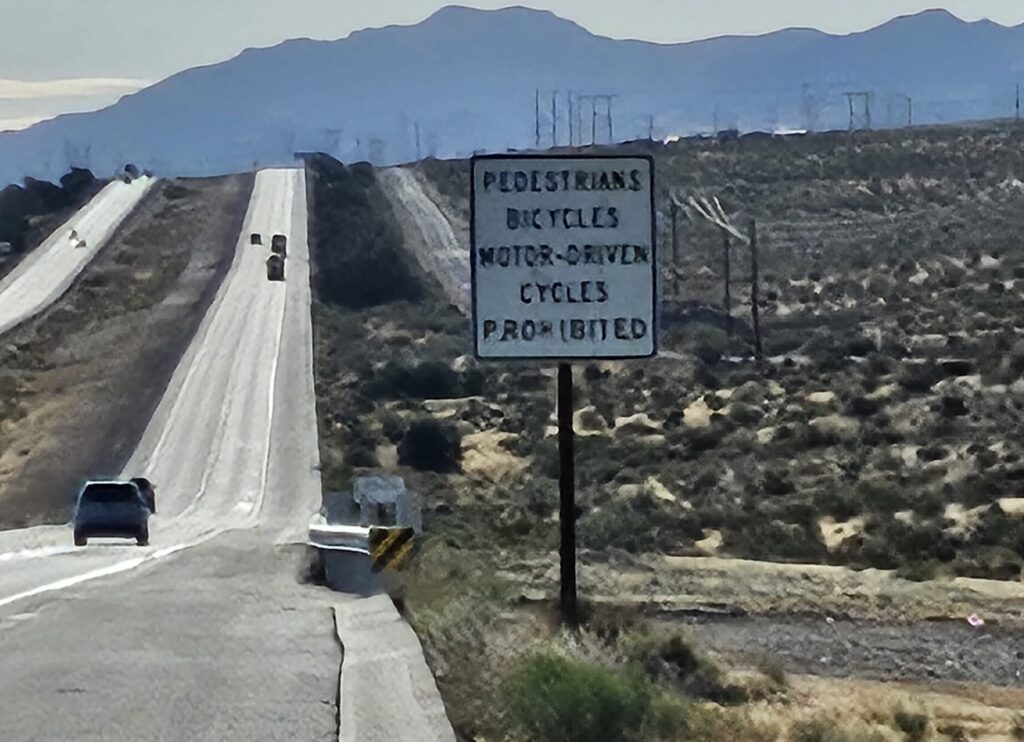 PEDESTRIANS
BICYCLES
MOTOR-DRIVEN
CYCLES
PROHIBITED